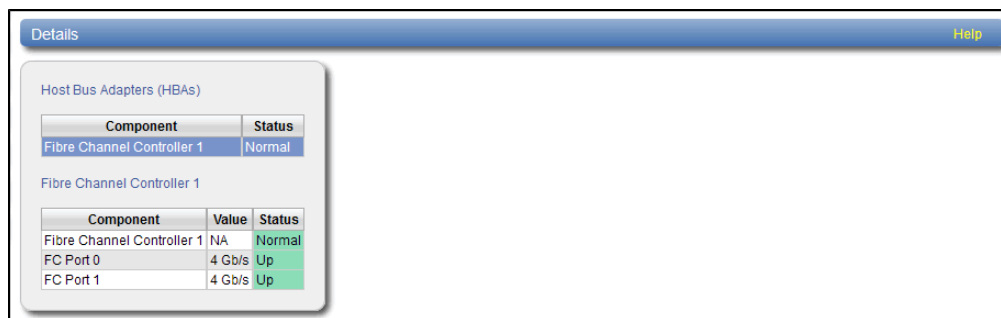 Details Help
Host Bus Adapters (HBAs)
Component Status
Fibre Channel Controller 1 Normal
Fibre Channel Controller 1
Component Value Status
Fibre Channel Controller 1 NA Normal
FC Port 0 4 Gb/s Up
FC Port 1 4 Gb/s Up